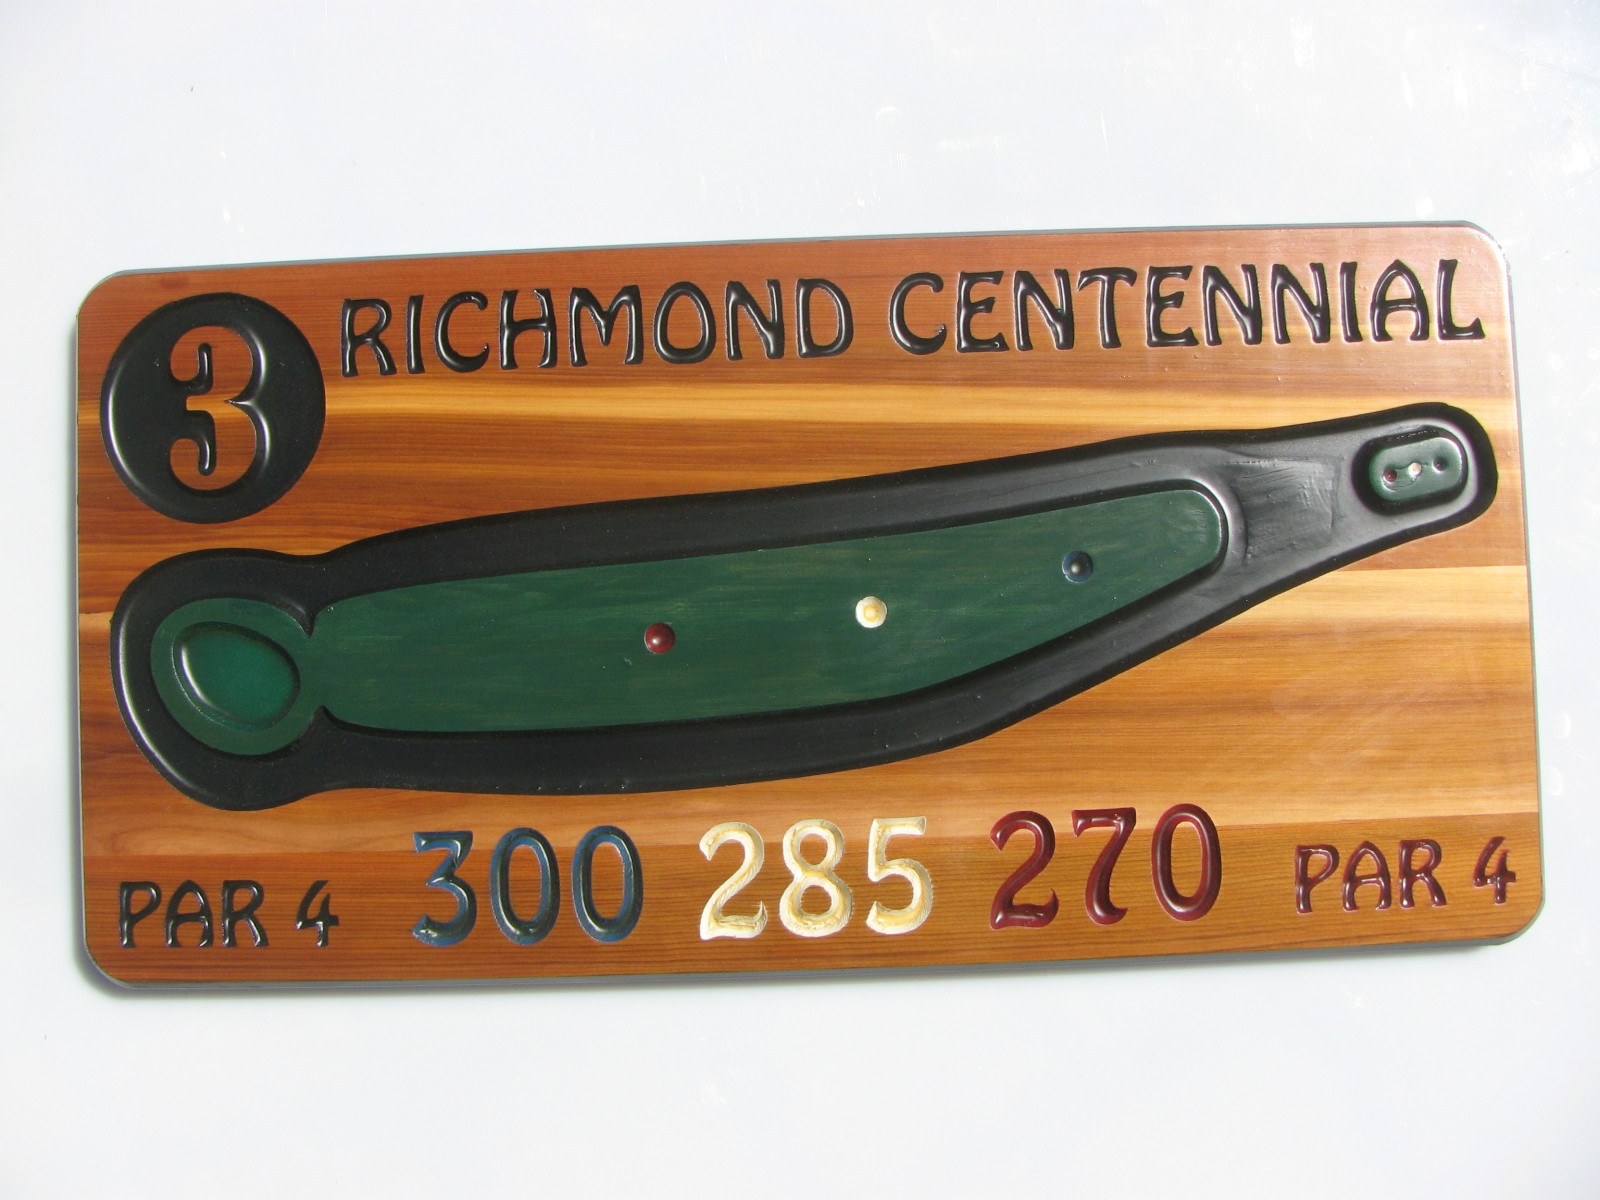 3 RICHMOND CENTENNIAL
PAR 4 300 285 270 PAR 4